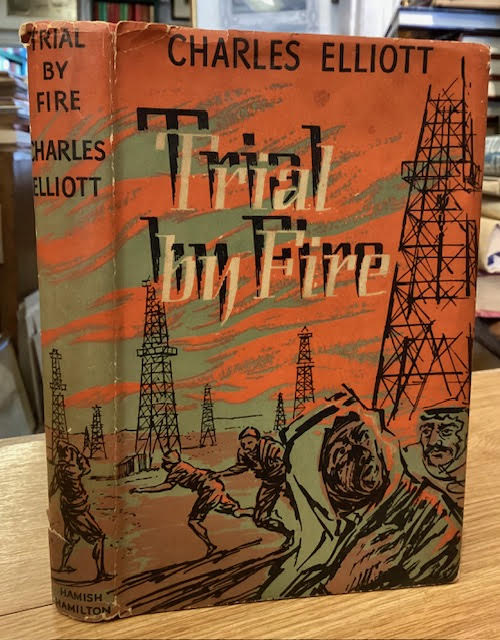 TRIAL
BY
FIRE
CHARLES
ELLIOTT
HAMISH
HAMILTON
CHARLES ELLIOTT
Trial
by Fire